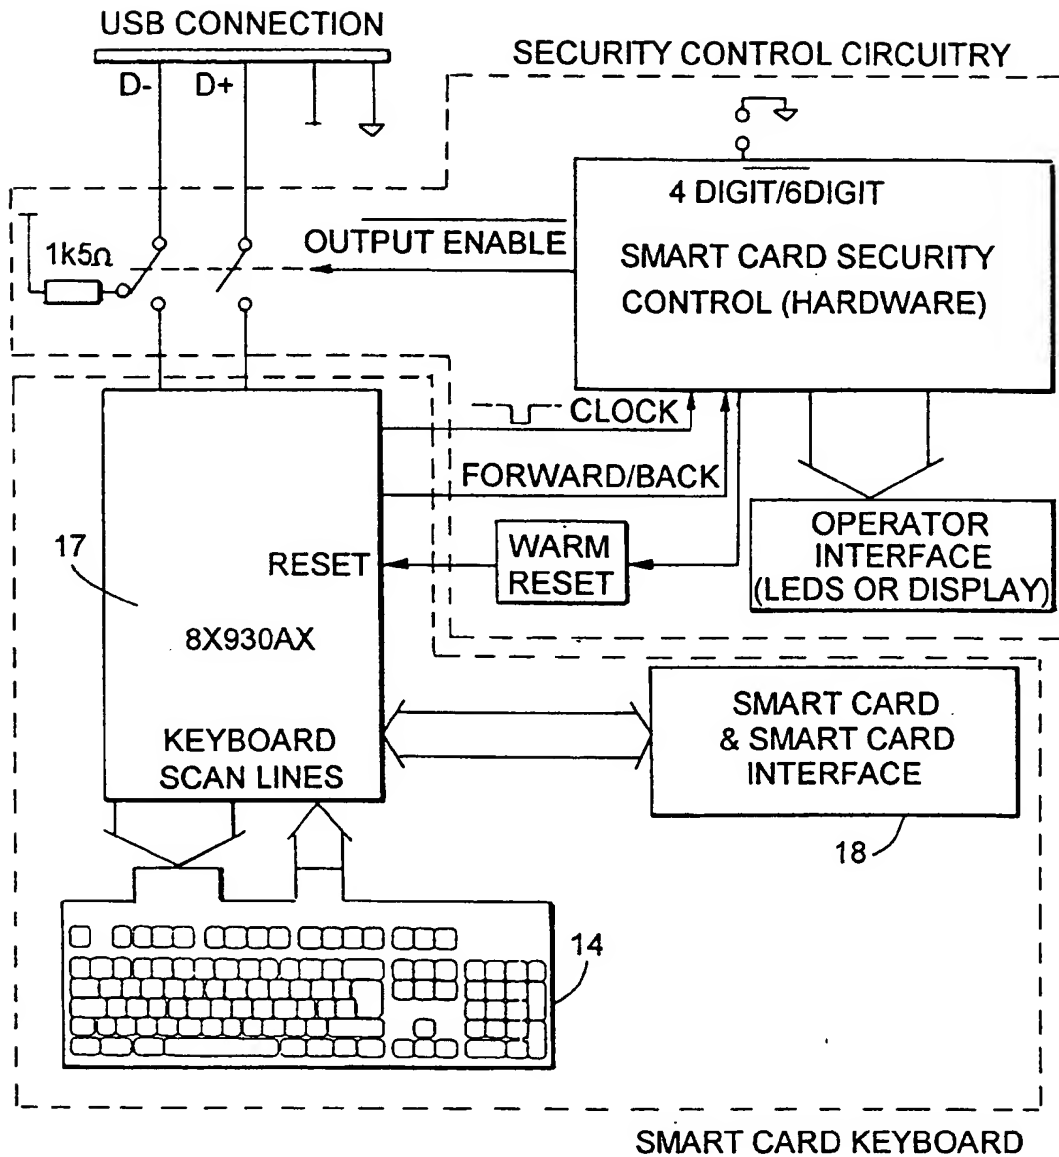 USB CONNECTION
SECURITY CONTROL CIRCUITRY
D-
D+
4 DIGIT/6DIGIT
SMART CARD SECURITY
CONTROL (HARDWARE)
OUTPUT ENABLE
1k5Ω
CLOCK
FORWARD/BACK
OPERATOR
INTERFACE
(LEDS OR DISPLAY)
WARM
RESET
RESET
17
8X930AX
KEYBOARD
SCAN LINES
SMART CARD
& SMART CARD
INTERFACE
18
14
SMART CARD KEYBOARD